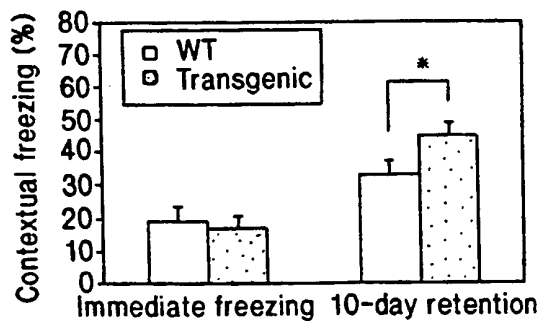 Contextual freezing (%)
80
70
60
50
40
30
20
10
0
WT
Transgenic
*
Immediate freezing 10-day retention